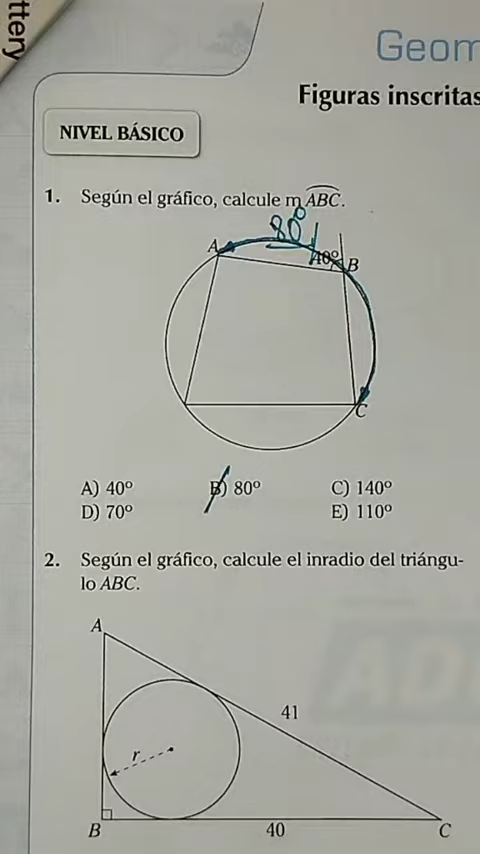 ttery
Geom
Figuras inscritas
NIVEL BÁSICO
1. Según el gráfico, calcule m ABC.
80°
A
40°
B
C
A) 40° B) 80° C) 140°
D) 70° E) 110°
2. Según el gráfico, calcule el inradio del triángu-
lo ABC.
A
41
r
B
40
C